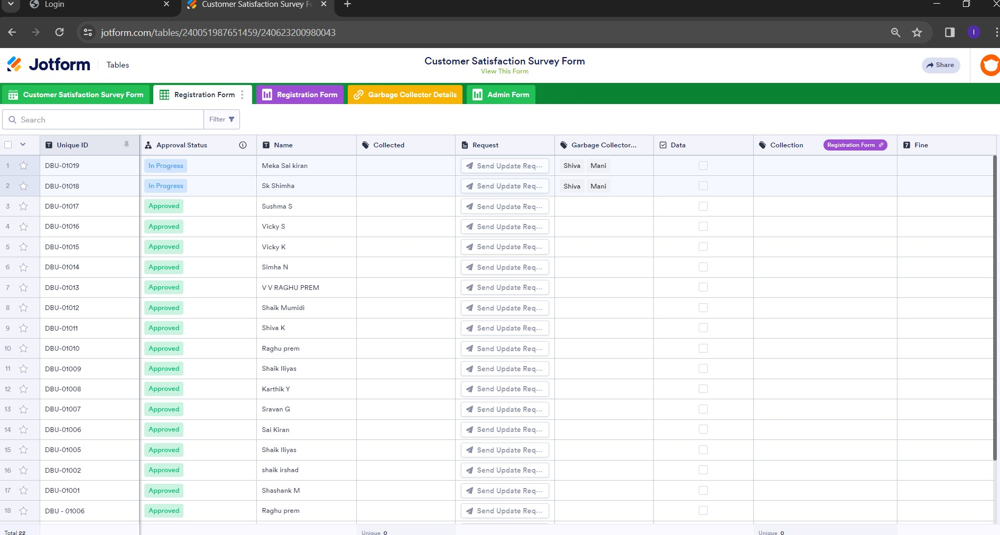 Login
Customer Satisfaction Survey Fo
jotform.com/tables/240051987651459/240623200980043
I
Jotform
Tables
Customer Satisfaction Survey Form
View This Form
Share
Customer Satisfaction Survey Form
Registration Form
Registration Form
Garbage Collector Details
Admin Form
Search
Filter
Unique ID Approval Status Name Collected Request Garbage Collector... Data Collection Registration Form 7 Fine
1 DBU-01019 In Progress Meka Sai kiran Send Update Req... Shiva Mani
2 DBU-01018 In Progress Sk Shimha Send Update Req... Shiva Mani
3 DBU-01017 Approved Sushma S Send Update Req...
4 DBU-01016 Approved Vicky S Send Update Req...
5 DBU-01015 Approved Vicky K Send Update Req...
6 DBU-01014 Approved Simha N Send Update Req...
7 DBU-01013 Approved V V RAGHU PREM Send Update Req...
8 DBU-01012 Approved Shaik Mumidi Send Update Req...
9 DBU-01011 Approved Shiva K Send Update Req...
10 DBU-01010 Approved Raghu prem Send Update Req...
11 DBU-01009 Approved Shaik Iliyas Send Update Req...
12 DBU-01008 Approved Karthik Y Send Update Req...
13 DBU-01007 Approved Sravan G Send Update Req...
14 DBU-01006 Approved Sai Kiran Send Update Req...
15 DBU-01005 Approved Shaik Iliyas Send Update Req...
16 DBU-01002 Approved shaik irshad Send Update Req...
17 DBU-01001 Approved Shashank M Send Update Req...
18 DBU - 01006 Approved Raghu prem Send Update Req...
Total 22 Unique 0 Unique 0